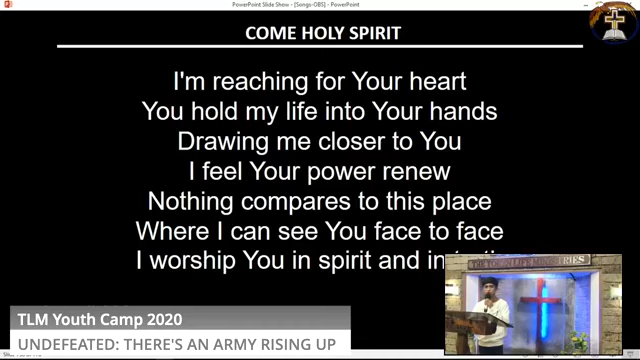 PowerPoint Slide Show - [Songs-OBS] - PowerPoint
COME HOLY SPIRIT
I'm reaching for Your heart
You hold my life into Your hands
Drawing me closer to You
I feel Your power renew
Nothing compares to this place
Where I can see You face to face
I worship You in spirit and in
TLM Youth Camp 2020
UNDEFEATED: THERE'S AN ARMY RISING UP